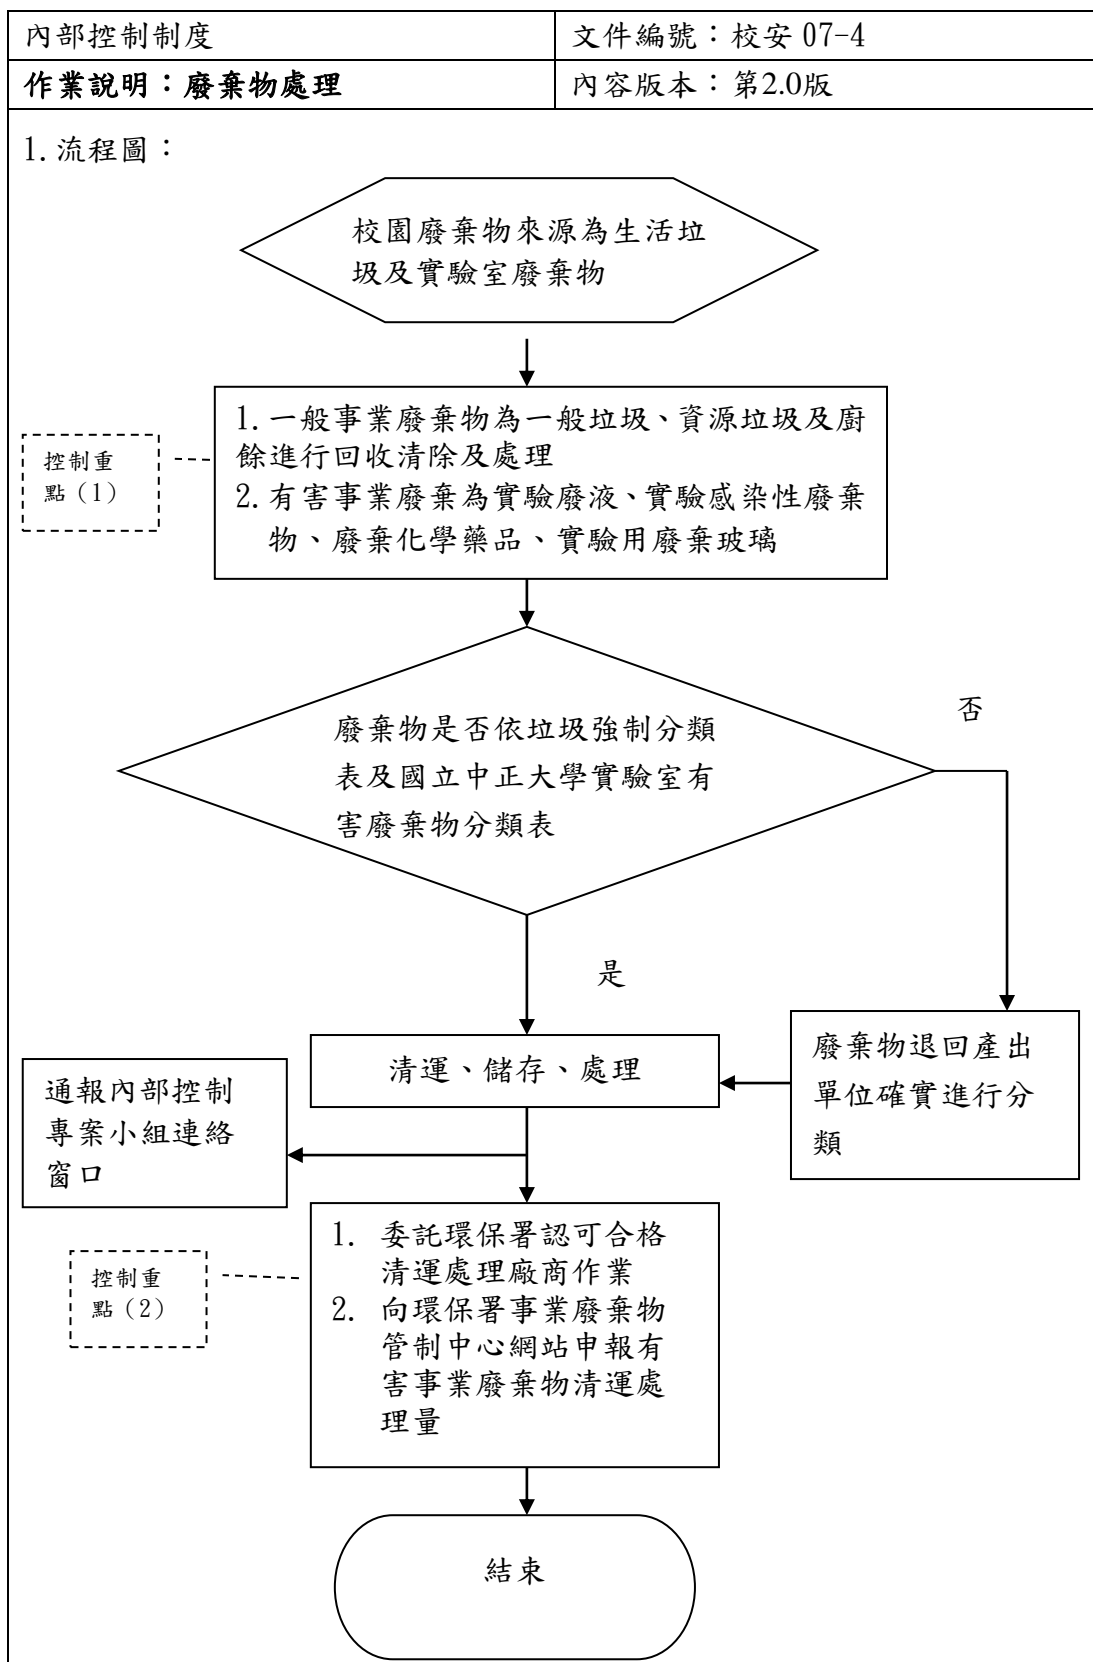 內部控制制度
文件編號：校安 07-4
作業說明：廢棄物處理
內容版本：第2.0版
1. 流程圖：
校園廢棄物來源為生活垃
圾及實驗室廢棄物
1. 一般事業廢棄物為一般垃圾、資源垃圾及廚
餘進行回收清除及處理
2. 有害事業廢棄為實驗廢液、實驗感染性廢棄
物、廢棄化學藥品、實驗用廢棄玻璃
控制重
點（1）
廢棄物是否依垃圾強制分類
表及國立中正大學實驗室有
害廢棄物分類表
否
是
清運、儲存、處理
廢棄物退回產出
單位確實進行分
類
通報內部控制
專案小組連絡
窗口
1. 委託環保署認可合格
清運處理廠商作業
2. 向環保署事業廢棄物
管制中心網站申報有
害事業廢棄物清運處
理量
控制重
點（2）
結束